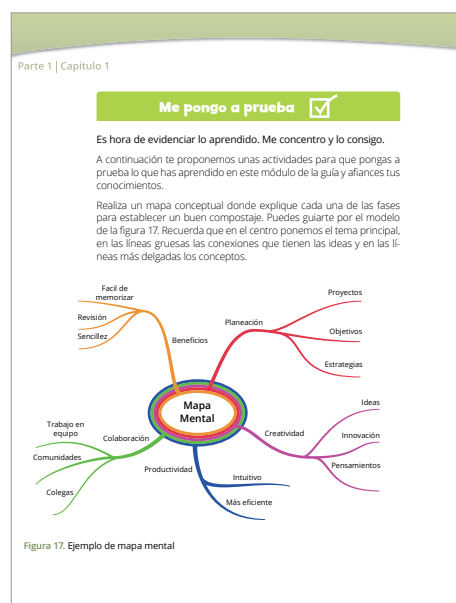 Parte 1 | Capítulo 1
Me pongo a prueba
Es hora de evidenciar lo aprendido. Me concentro y lo consigo.
A continuación te proponemos unas actividades para que pongas a
prueba lo que has aprendido en este módulo de la guía y afiances tus
conocimientos.
Realiza un mapa conceptual donde explique cada una de las fases
para establecer un buen compostaje. Puedes guiarte por el modelo
de la figura 17. Recuerda que en el centro ponemos el tema principal,
en las líneas gruesas las conexiones que tienen las ideas y en las lí-
neas más delgadas los conceptos.
Facil de
memorizar
Revisión
Sencillez
Beneficios
Planeación
Proyectos
Objetivos
Estrategias
Mapa
Mental
Creatividad
Ideas
Innovación
Pensamientos
Trabajo en
equipo
Comunidades
Colegas
Colaboración
Productividad
Intuitivo
Más eficiente
Figura 17. Ejemplo de mapa mental